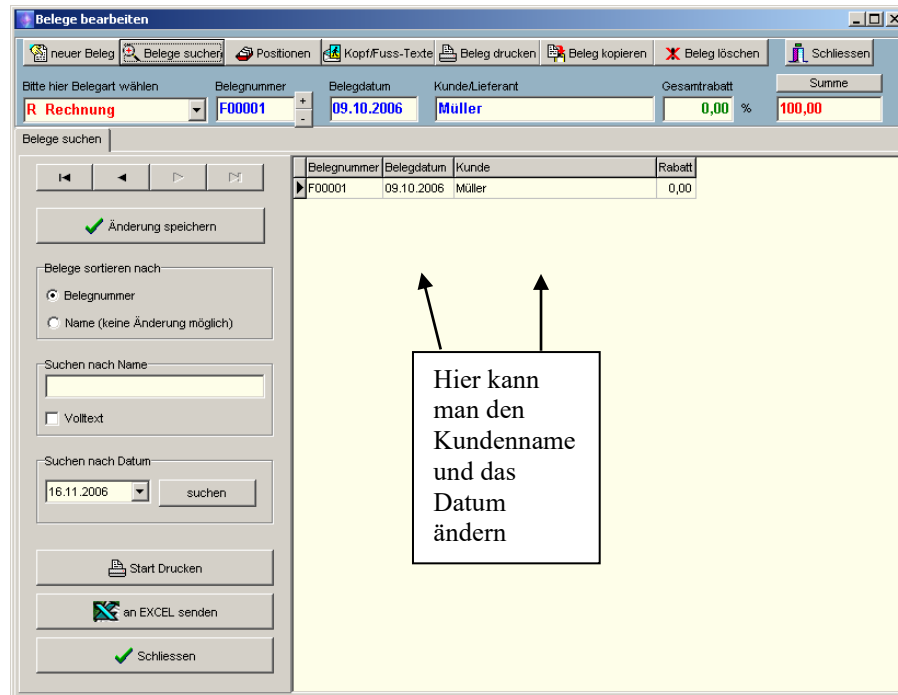 Belege bearbeiten
neuer Beleg Belege suchen Positionen Kopf/Fuss-Texte Beleg drucken Beleg kopieren Beleg löschen Schliessen
Bitte hier Belegart wählen Belegnummer Belegdatum Kunde/Lieferant Gesamtrabatt Summe
R Rechnung F00001 + - 09.10.2006 Müller 0,00 % 100,00
Belege suchen
Belegnummer Belegdatum Kunde Rabatt
F00001 09.10.2006 Müller 0,00
Änderung speichern
Belege sortieren nach
Belegnummer
Name (keine Änderung möglich)
Suchen nach Name
Volltext
Suchen nach Datum
16.11.2006 suchen
Start Drucken
an EXCEL senden
Schliessen
Hier kann
man den
Kundenname
und das
Datum
ändern